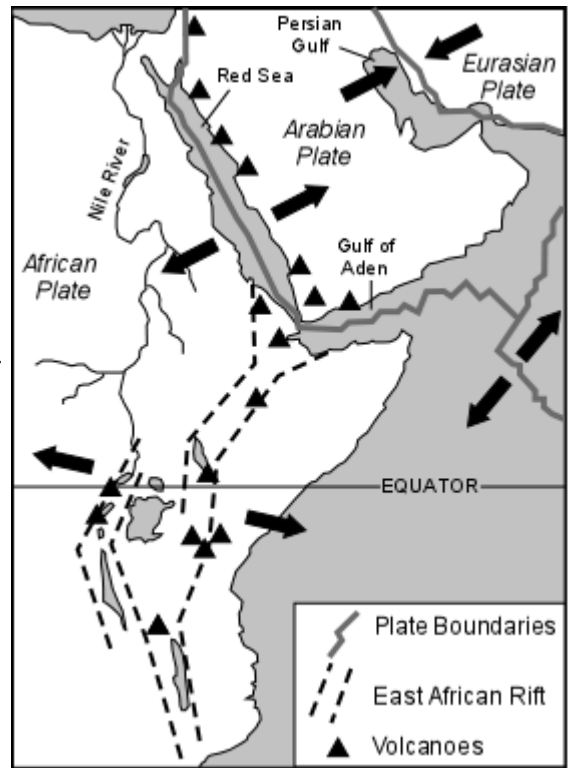 Persian
Gulf
Eurasian
Plate
Red Sea
Arabian
Plate
Nile River
Gulf of
Aden
African
Plate
EQUATOR
Plate Boundaries
East African Rift
Volcanoes